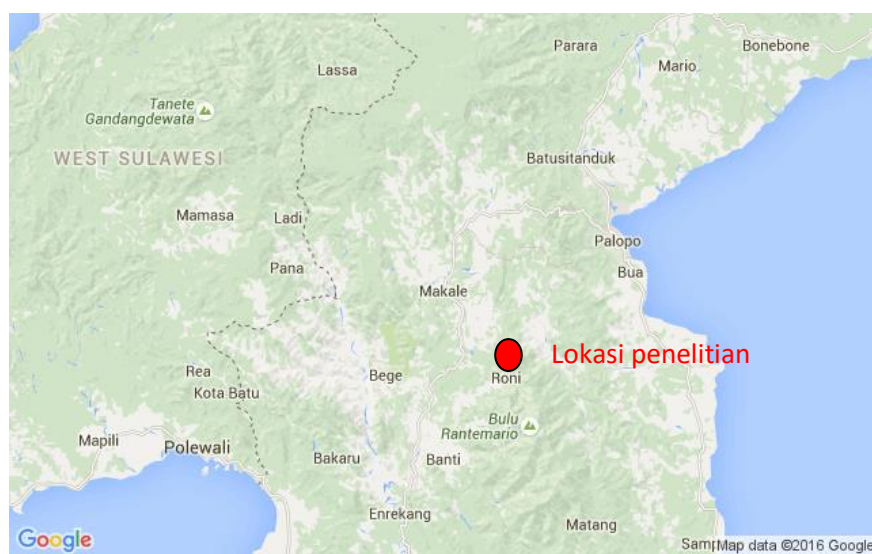 Parara
Bonebone
Mario
Lassa
Tanete
Gandangdewata
WEST SULAWESI
Batusitanduk
Mamasa
Ladi
Palopo
Pana
Bua
Makale
Lokasi penelitian
Rea
Bege
Roni
Kota Batu
Bulu
Rantemario
Mapili
Polewali
Bakaru
Banti
Enrekang
Matang
Google
Map data ©2016 Google